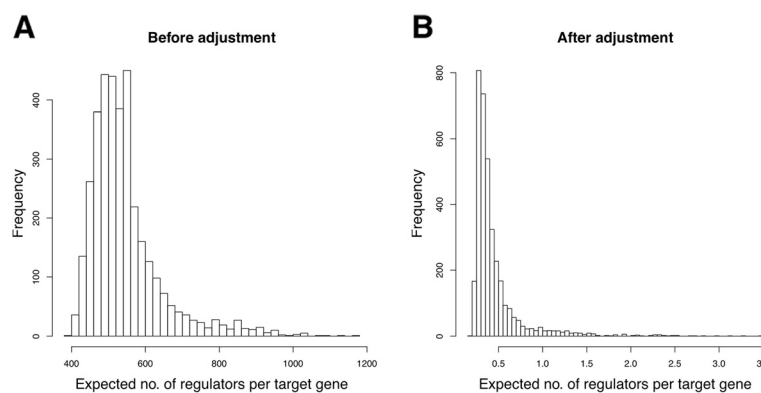 A
Before adjustment
Frequency
0
100
200
300
400
400 600 800 1000 1200
Expected no. of regulators per target gene
B
After adjustment
Frequency
0
200
400
600
800
0.5 1.0 1.5 2.0 2.5 3.0
Expected no. of regulators per target gene